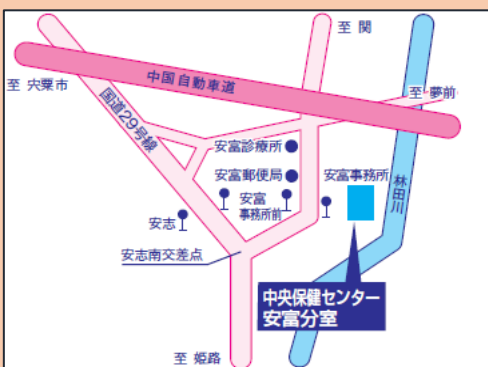 至 関
中国自動車道
至 宍粟市
至 夢前
国道29号線
安富診療所
安富郵便局
安富事務所
林田川
安富
事務所前
安志
安志南交差点
中央保健センター
安富分室
至 姫路